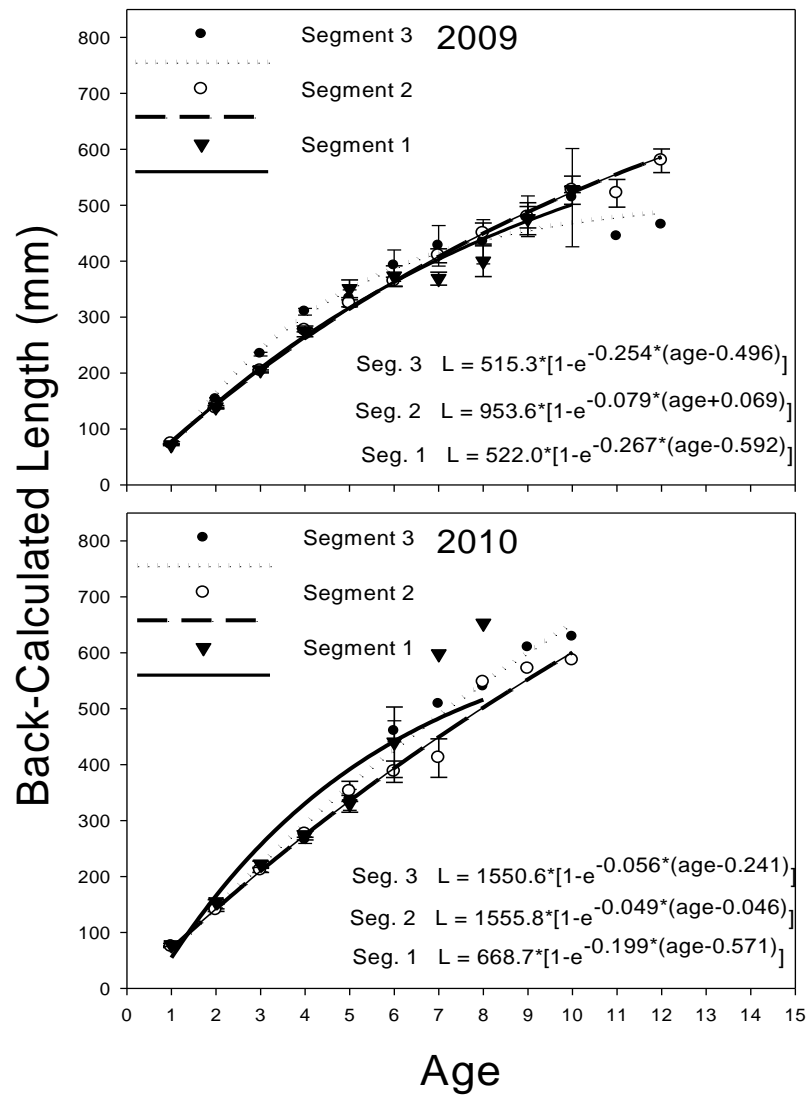 Back-Calculated Length (mm)
800
700
600
500
400
300
200
100
0
Segment 3
2009
Segment 2
Segment 1
Seg. 3 L = 515.3*[1-e-0.254*(age-0.496)]
Seg. 2 L = 953.6*[1-e-0.079*(age+0.069)]
Seg. 1 L = 522.0*[1-e-0.267*(age-0.592)]
800
700
600
500
400
300
200
100
0
Segment 3
2010
Segment 2
Segment 1
Seg. 3 L = 1550.6*[1-e-0.056*(age-0.241)]
Seg. 2 L = 1555.8*[1-e-0.049*(age-0.046)]
Seg. 1 L = 668.7*[1-e-0.199*(age-0.571)]
0 1 2 3 4 5 6 7 8 9 10 11 12 13 14 15
Age